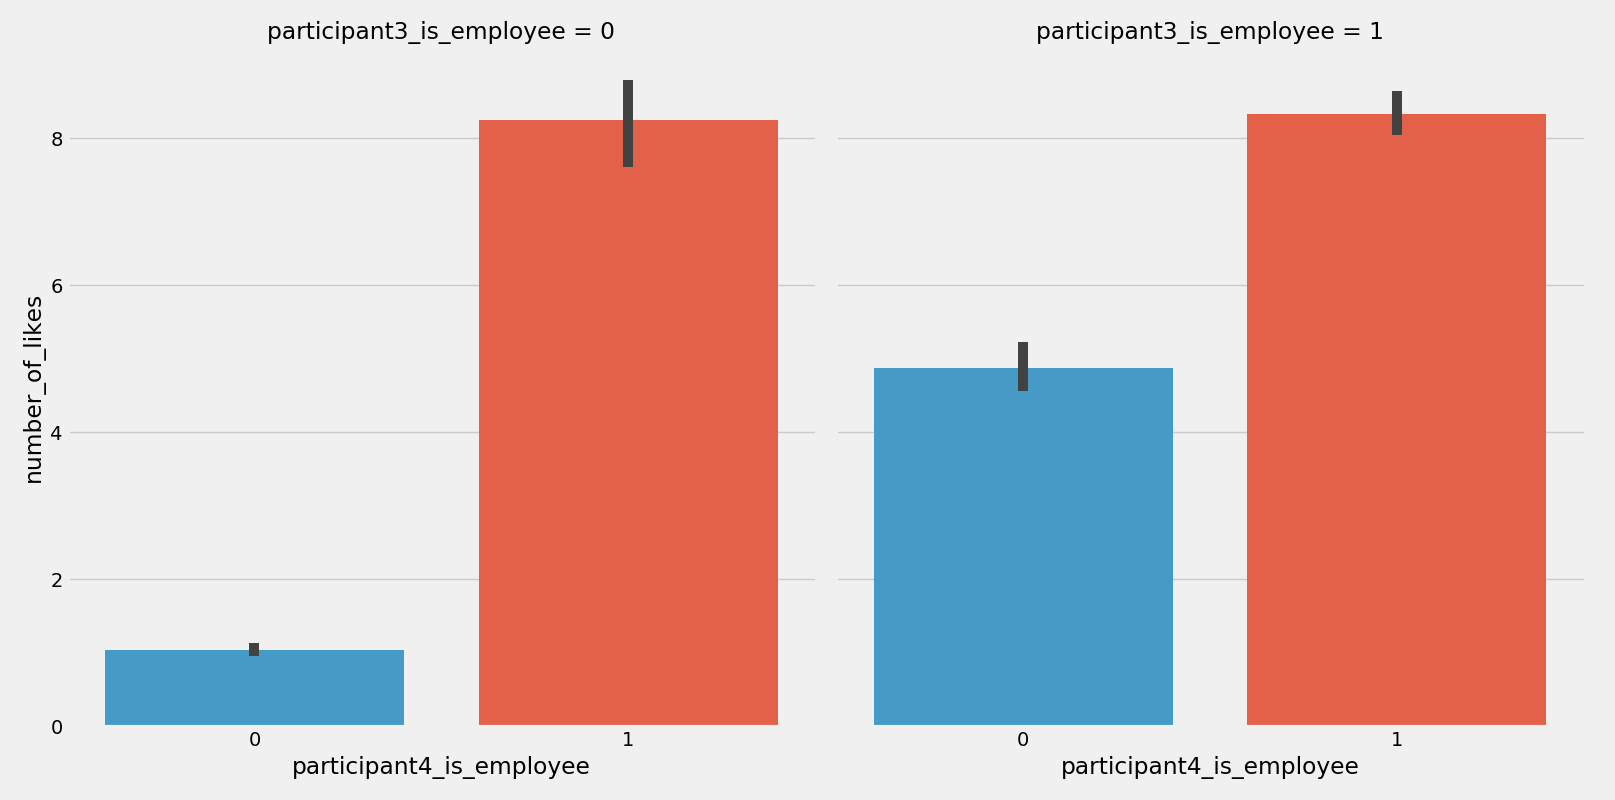 participant3_is_employee = 0
participant3_is_employee = 1
number_of_likes
8
6
4
2
0
0
1
0
1
participant4_is_employee
participant4_is_employee